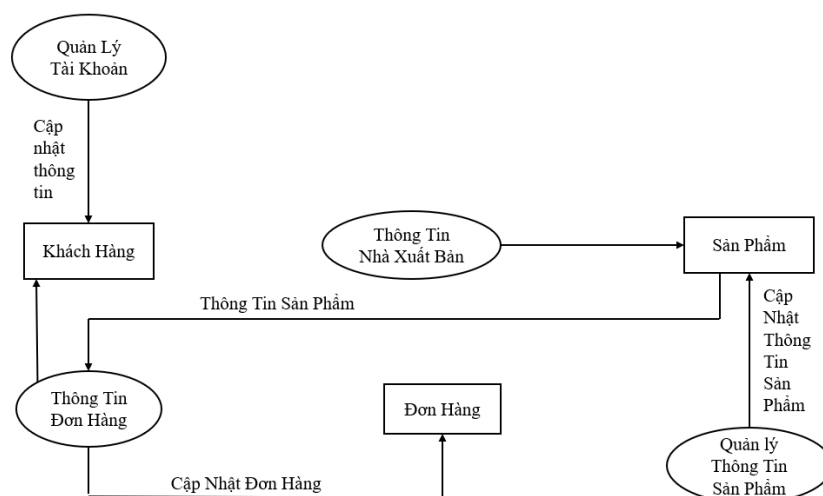 Quản Lý
Tài Khoản
Cập
nhật
thông
tin
Khách Hàng
Thông Tin
Nhà Xuất Bản
Sản Phẩm
Thông Tin Sản Phẩm
Cập
Nhật
Thông
Tin
Sản
Phẩm
Thông Tin
Đơn Hàng
Đơn Hàng
Cập Nhật Đơn Hàng
Quản lý
Thông Tin
Sản Phẩm